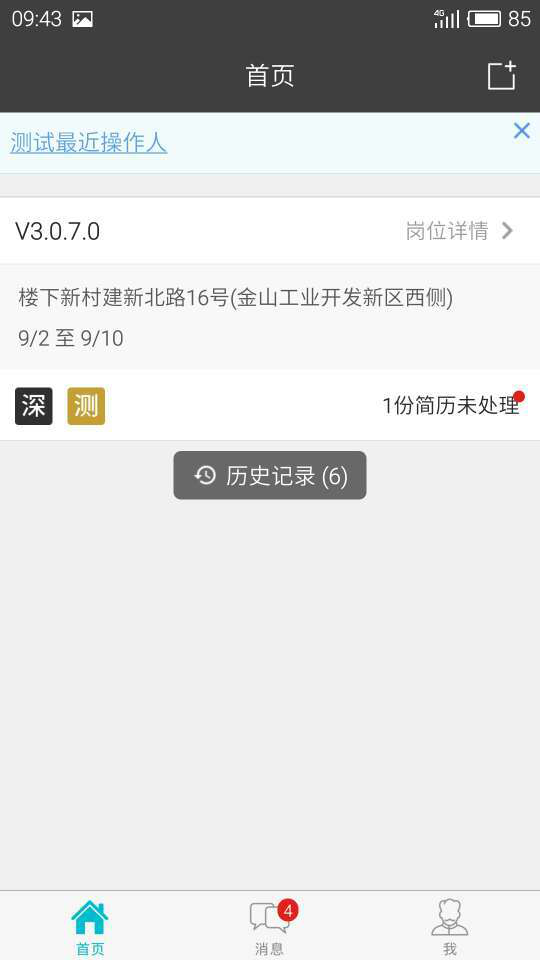 09:43
4G
85
首页
测试最近操作人
V3.0.7.0
岗位详情
楼下新村建新北路16号(金山工业开发新区西侧)
9/2 至 9/10
深 测
1份简历未处理
历史记录 (6)
4
首页
消息
我